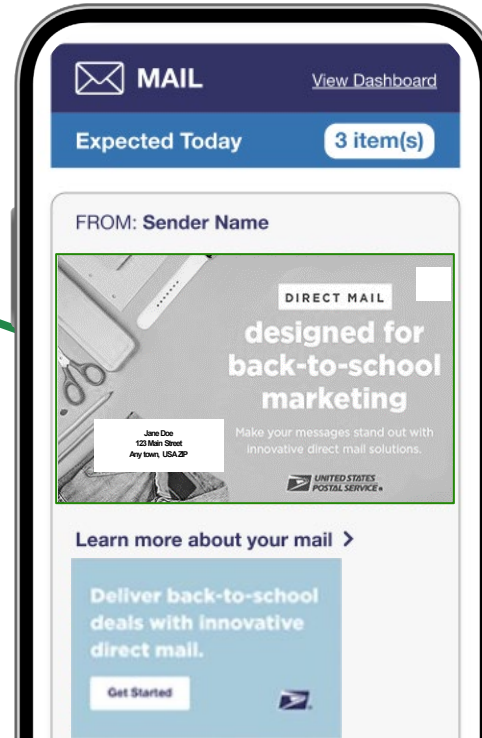 MAIL
View Dashboard
Expected Today
3 item(s)
FROM: Sender Name
DIRECT MAIL
designed for
back-to-school
marketing
Make your messages stand out with
innovative direct mail solutions.
Jane Doe
123 Main Street
Any town, USA ZIP
UNITED STATES
POSTAL SERVICE®
Learn more about your mail >
Deliver back-to-school
deals with innovative
direct mail.
Get Started